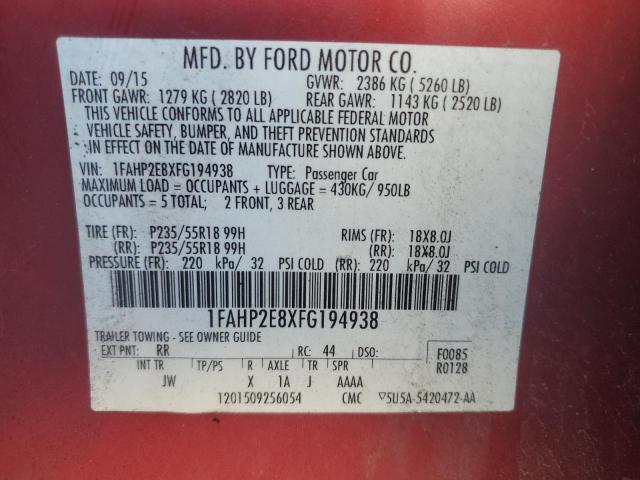 MFD. BY FORD MOTOR CO.
DATE: 09/15 GVWR: 2386 KG ( 5260 LB)
FRONT GAWR: 1279 KG ( 2820 LB) REAR GAWR: 1143 KG ( 2520 LB)
THIS VEHICLE CONFORMS TO ALL APPLICABLE FEDERAL MOTOR
VEHICLE SAFETY, BUMPER, AND THEFT PREVENTION STANDARDS
IN EFFECT ON THE DATE OF MANUFACTURE SHOWN ABOVE.
VIN: 1FAHP2E8XFG194938 TYPE: Passenger Car
MAXIMUM LOAD = OCCUPANTS + LUGGAGE = 430KG/ 950LB
OCCUPANTS = 5 TOTAL; 2 FRONT, 3 REAR
TIRE (FR): P235/55R18 99H RIMS (FR): 18X8.0J
(RR): P235/55R18 99H (RR): 18X8.0J
PRESSURE (FR): 220 kPa/ 32 PSI COLD (RR): 220 kPa/ 32 PSI COLD
1FAHP2E8XFG194938
TRAILER TOWING - SEE OWNER GUIDE
EXT PNT: RR RC: 44 DSO: F0085
INT TR TP/PS R AXLE TR SPR R0128
JW X 1A J AAAA
1201509256054 CMC ▽5U5A-5420472-AA